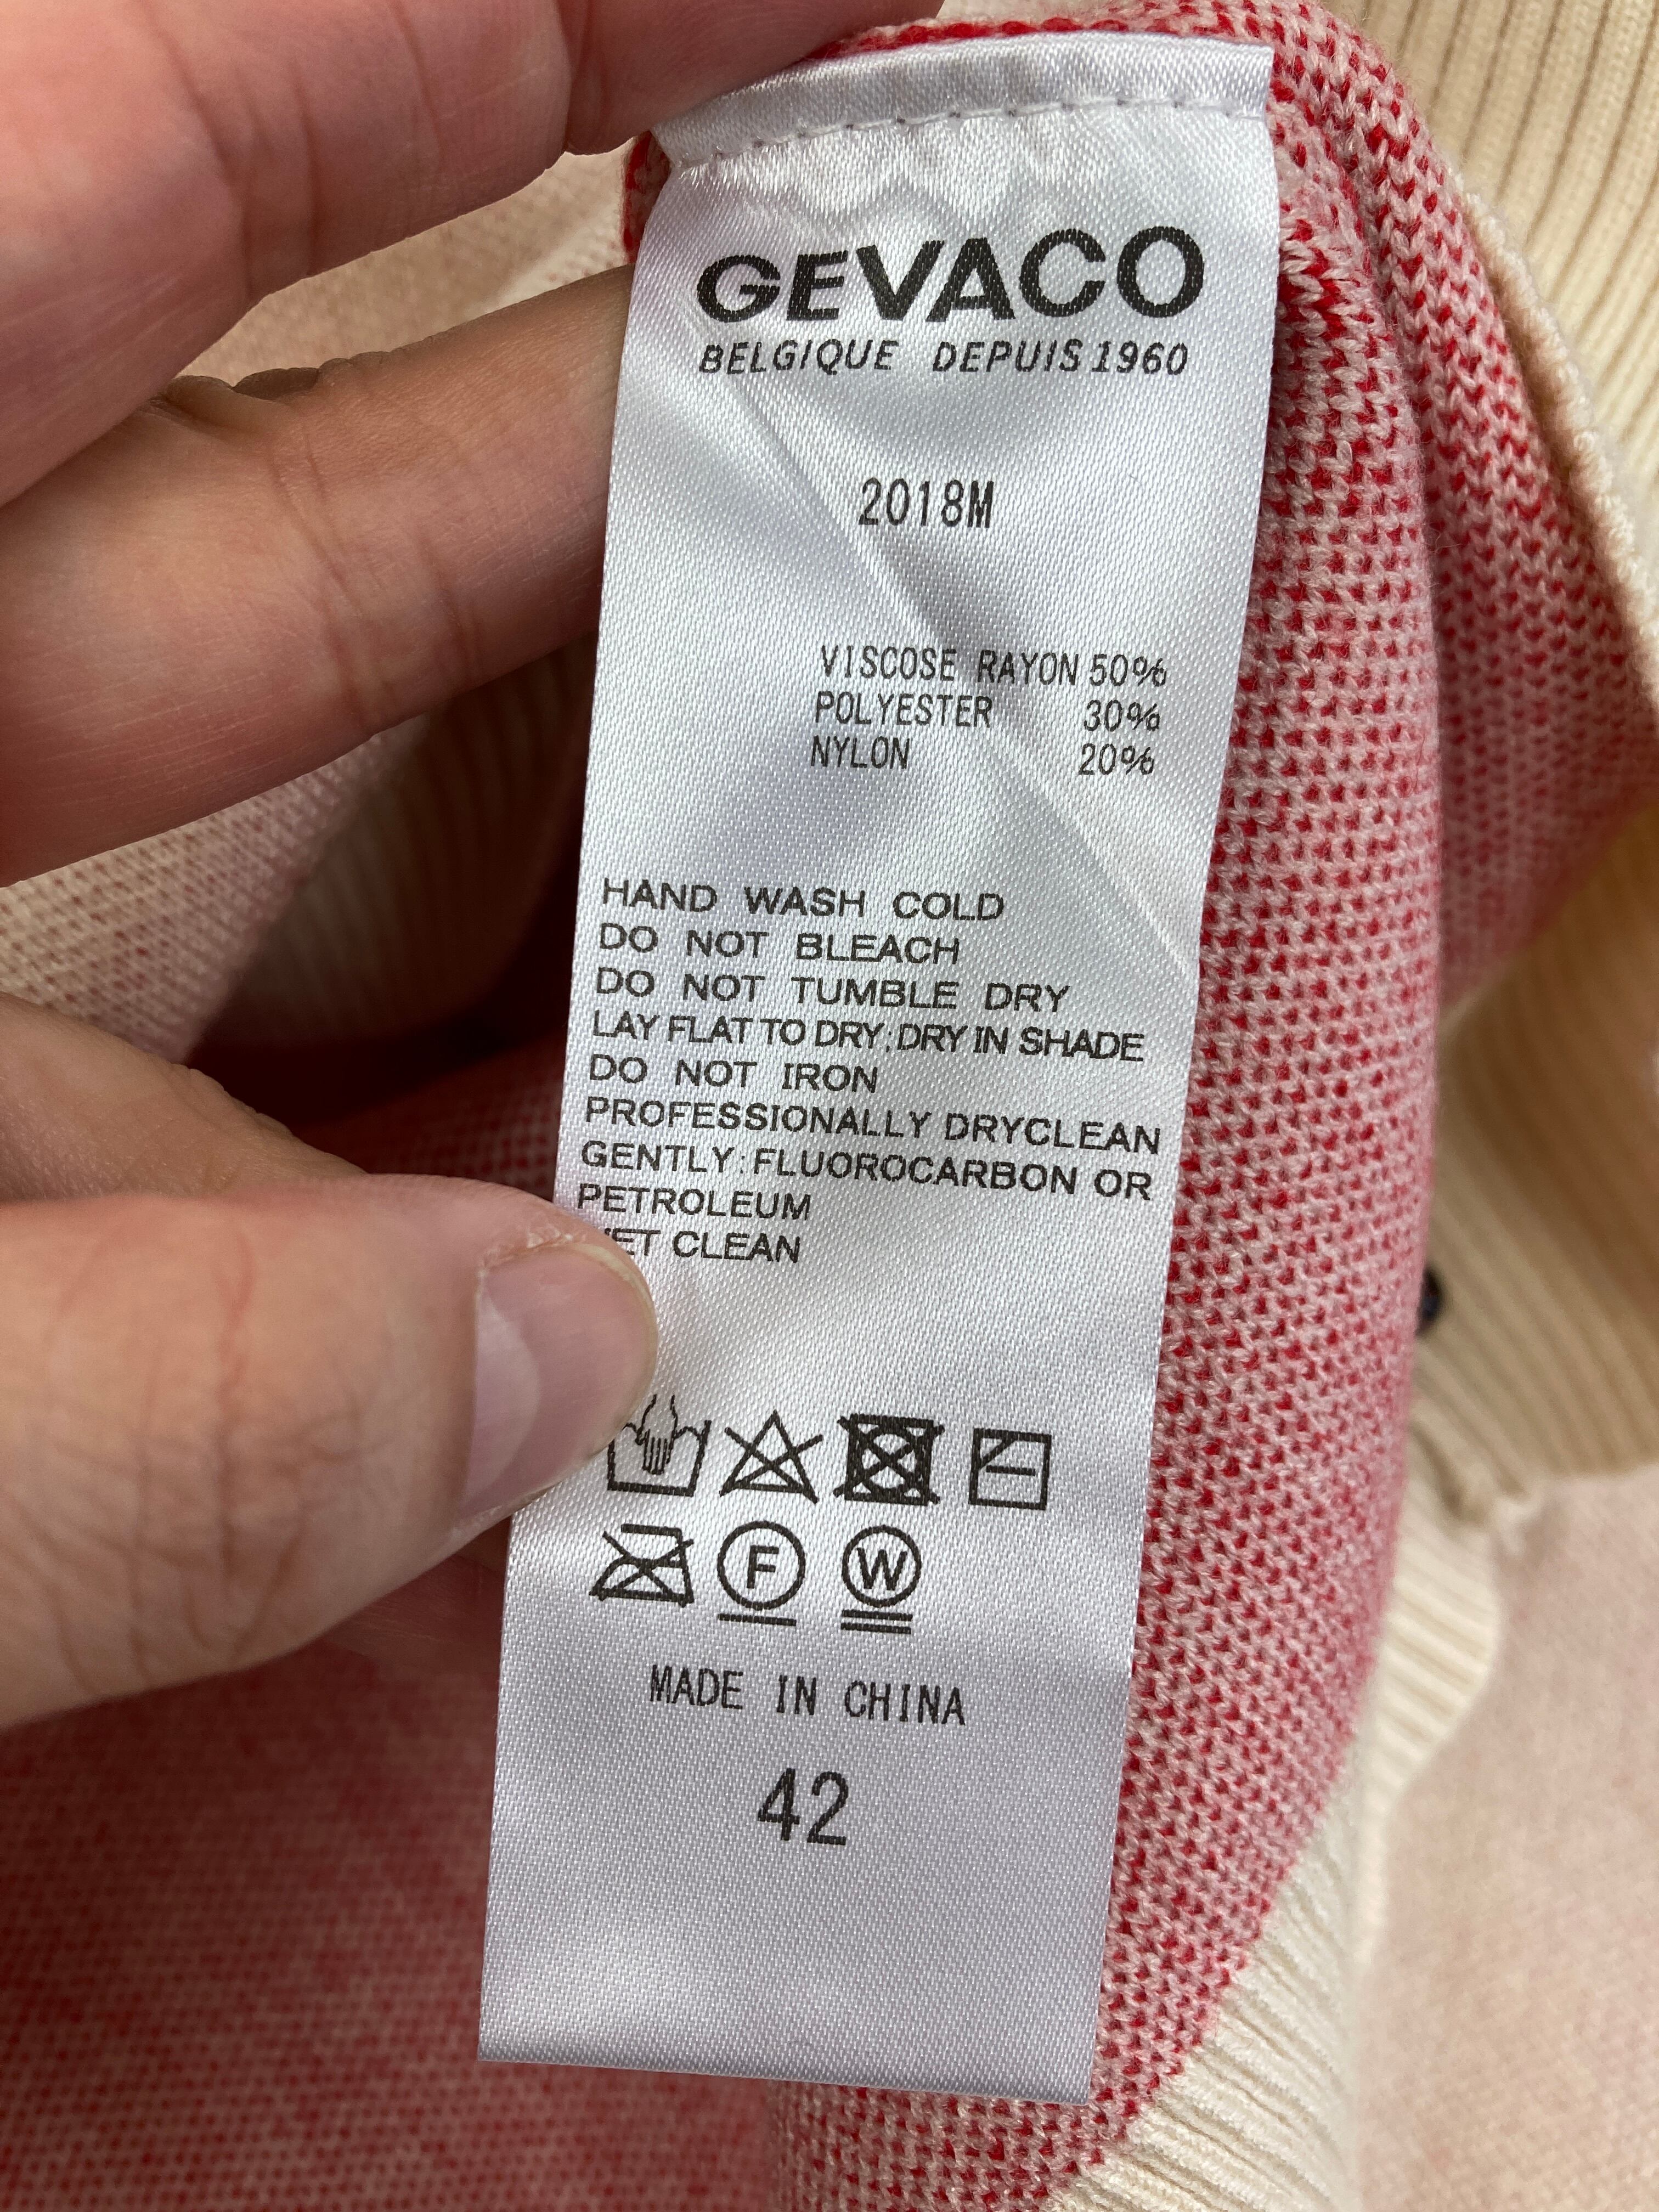 GEVACO
BELGIQUE DEPUIS 1960
2018M
VISCOSE RAYON 50%
POLYESTER 30%
NYLON 20%
HAND WASH COLD
DO NOT BLEACH
DO NOT TUMBLE DRY
LAY FLAT TO DRY;DRY IN SHADE
DO NOT IRON
PROFESSIONALLY DRYCLEAN
GENTLY:FLUOROCARBON OR
PETROLEUM
CLEAN
F W
MADE IN CHINA
42